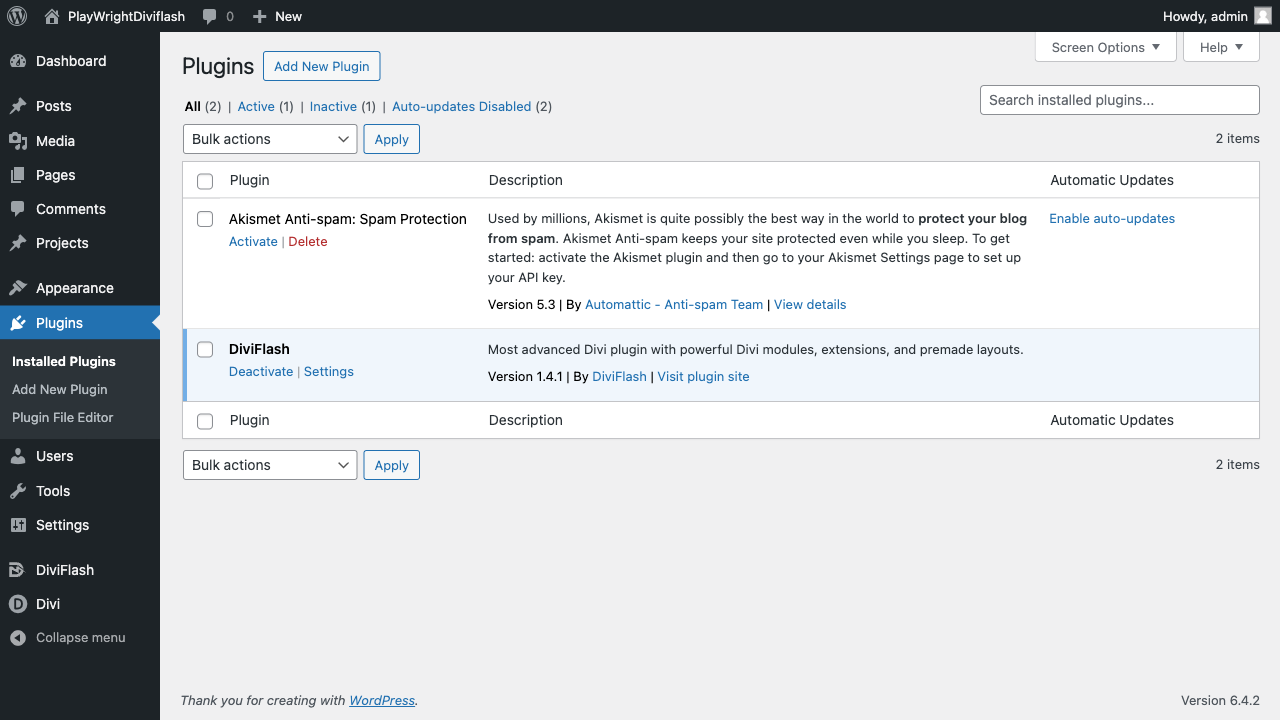 PlayWrightDiviflash 0 New Howdy, admin
Dashboard
Posts
Media
Pages
Comments
Projects
Appearance
Plugins
Installed Plugins
Add New Plugin
Plugin File Editor
Users
Tools
Settings
DiviFlash
Divi
Collapse menu
Screen Options Help
Plugins Add New Plugin
All (2) | Active (1) | Inactive (1) | Auto-updates Disabled (2)
Search installed plugins...
Bulk actions Apply 2 items
Plugin Description Automatic Updates
Akismet Anti-spam: Spam Protection
Activate | Delete
Used by millions, Akismet is quite possibly the best way in the world to protect your blog
from spam. Akismet Anti-spam keeps your site protected even while you sleep. To get
started: activate the Akismet plugin and then go to your Akismet Settings page to set up
your API key.
Version 5.3 | By Automattic - Anti-spam Team | View details
Enable auto-updates
DiviFlash
Deactivate | Settings
Most advanced Divi plugin with powerful Divi modules, extensions, and premade layouts.
Version 1.4.1 | By DiviFlash | Visit plugin site
Plugin Description Automatic Updates
Bulk actions Apply 2 items
Thank you for creating with WordPress. Version 6.4.2